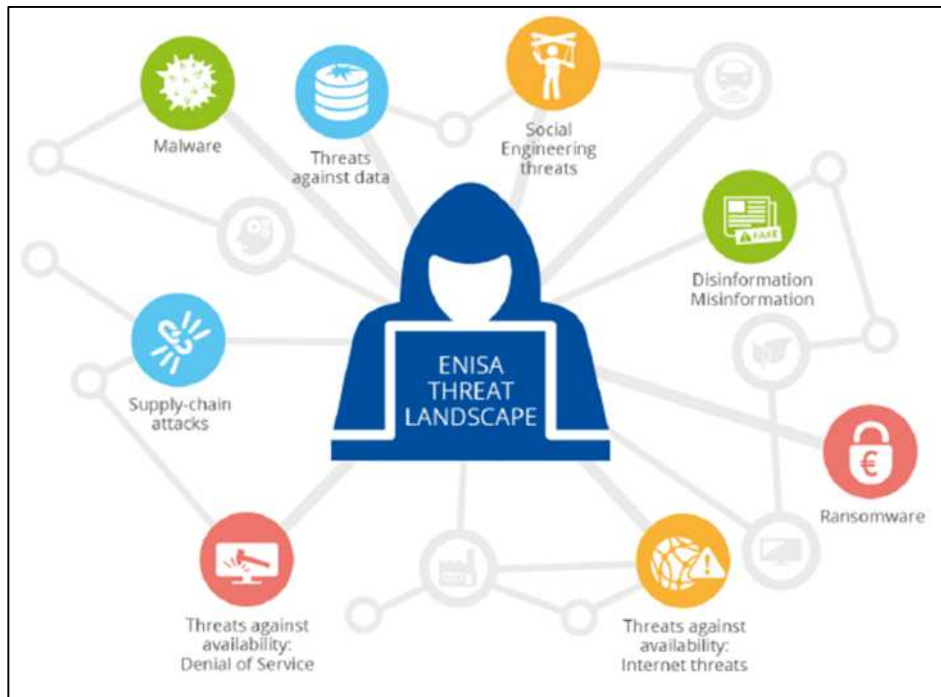 Malware
Threats
against data
Social
Engineering
threats
FAKE
Disinformation
Misinformation
ENISA
THREAT
LANDSCAPE
Supply-chain
attacks
€
Ransomware
Threats against
availability:
Denial of Service
Threats against
availability:
Internet threats